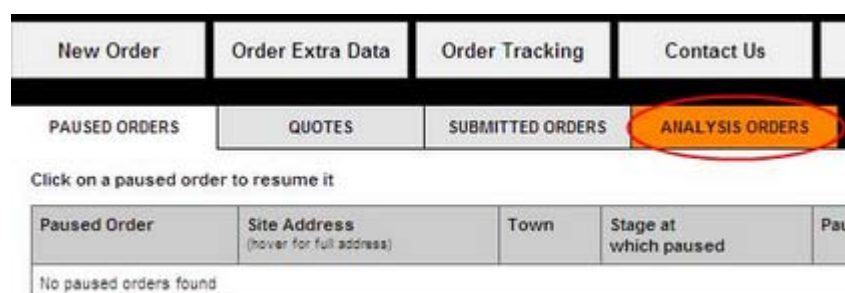 New Order Order Extra Data Order Tracking Contact Us
PAUSED ORDERS QUOTES SUBMITTED ORDERS ANALYSIS ORDERS
Click on a paused order to resume it
Paused Order Site Address Town Stage at Pau
(hover for full address) which paused
No paused orders found